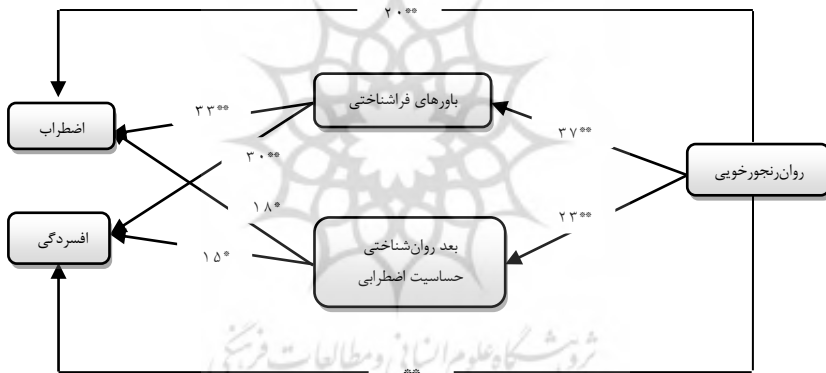 ۲۰**
باورهای فراشناختی
۳۳**
اضطراب
۳۷**
۳۰**
روان‌رنجورخویی
۱۸*
۲۳**
افسردگی
بعد روان‌شناختی
حساسیت اضطرابی
۱۵*
پژوهشگاه علوم انسانی و مطالعات فرهنگی
**